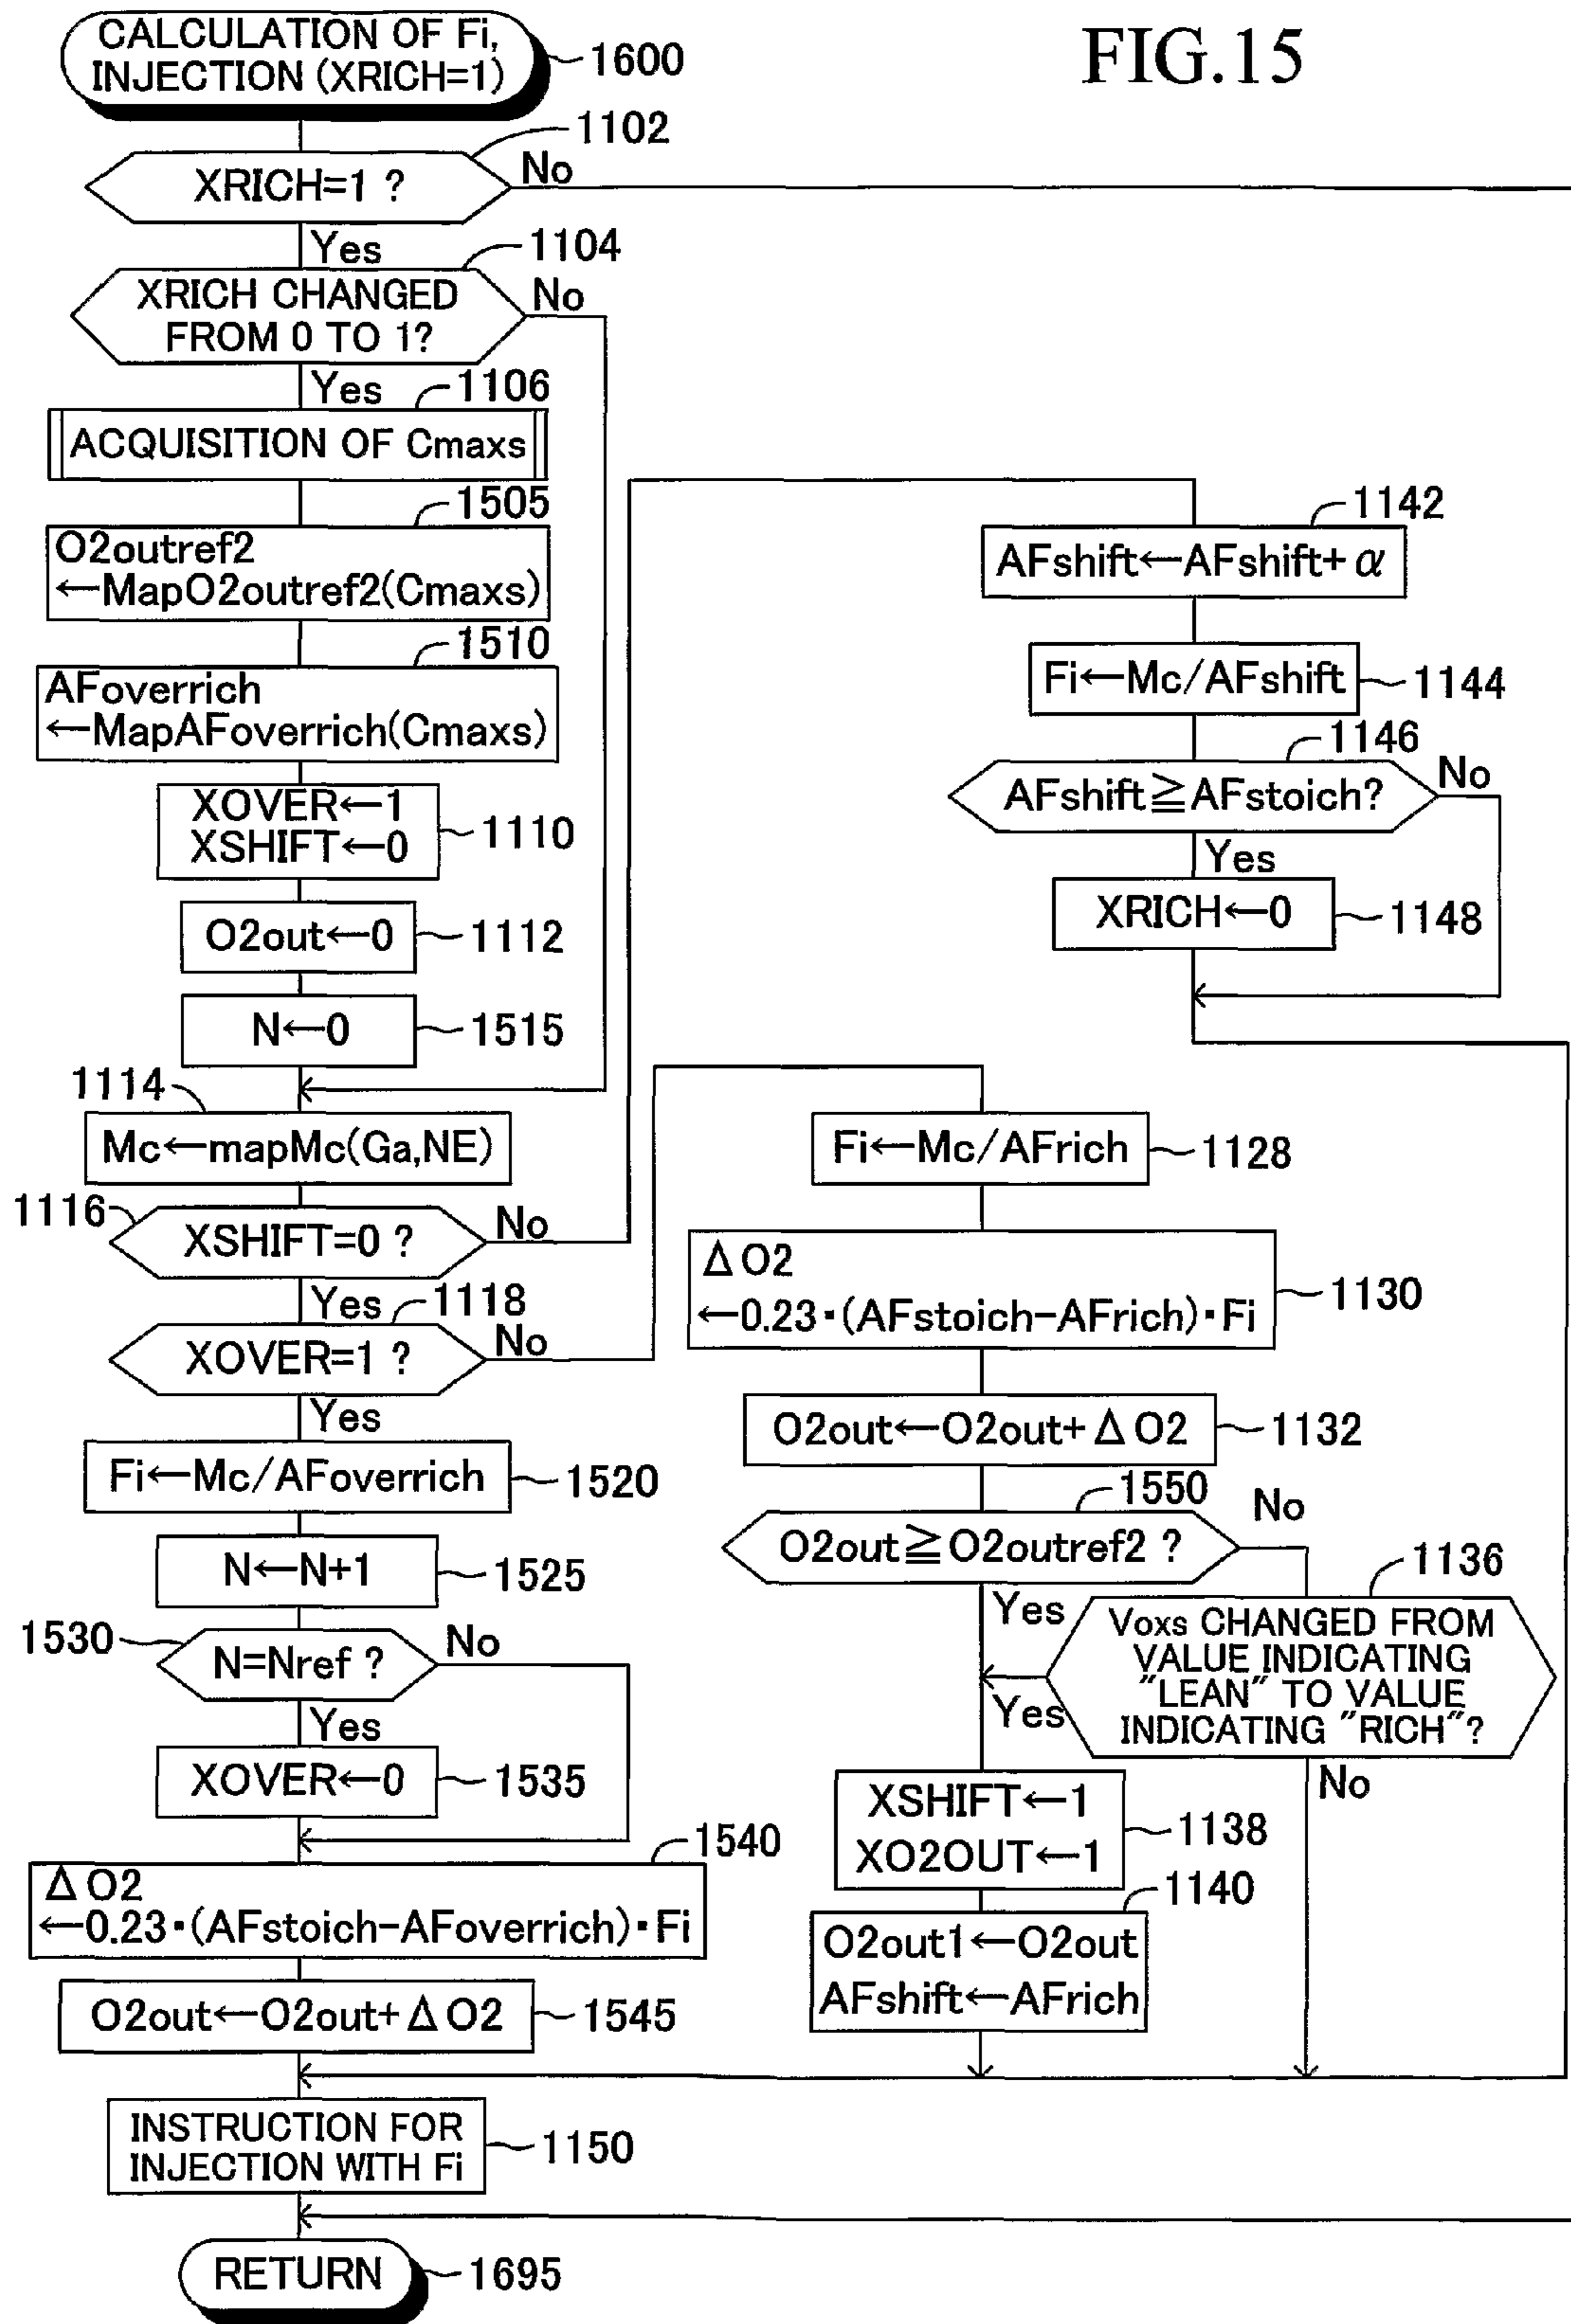 FIG.15
CALCULATION OF Fi,
INJECTION (XRICH=1)
1600
1102
XRICH=1 ?
No
Yes
1104
XRICH CHANGED
FROM 0 TO 1?
No
Yes
1106
ACQUISITION OF Cmaxs
1505
O2outref2
←MapO2outref2(Cmaxs)
1510
AFoverrich
←MapAFoverrich(Cmaxs)
XOVER←1
XSHIFT←0
1110
O2out←0
1112
N←0
1515
1114
Mc←mapMc(Ga,NE)
1116
XSHIFT=0 ?
No
Yes
1118
XOVER=1 ?
No
Yes
Fi←Mc/AFoverrich
1520
N←N+1
1525
1530
N=Nref ?
No
Yes
XOVER←0
1535
1540
ΔO2
←0.23·(AFstoich-AFoverrich)·Fi
O2out←O2out+ΔO2
1545
INSTRUCTION FOR
INJECTION WITH Fi
1150
RETURN
1695
1142
AFshift←AFshift+α
Fi←Mc/AFshift
1144
1146
AFshift≧AFstoich?
No
Yes
XRICH←0
1148
Fi←Mc/AFrich
1128
ΔO2
←0.23·(AFstoich-AFrich)·Fi
1130
O2out←O2out+ΔO2
1132
1550
O2out≧O2outref2 ?
No
Yes
1136
Voxs CHANGED FROM
VALUE INDICATING
"LEAN" TO VALUE
INDICATING "RICH"?
Yes
No
XSHIFT←1
XO2OUT←1
1138
1140
O2out1←O2out
AFshift←AFrich